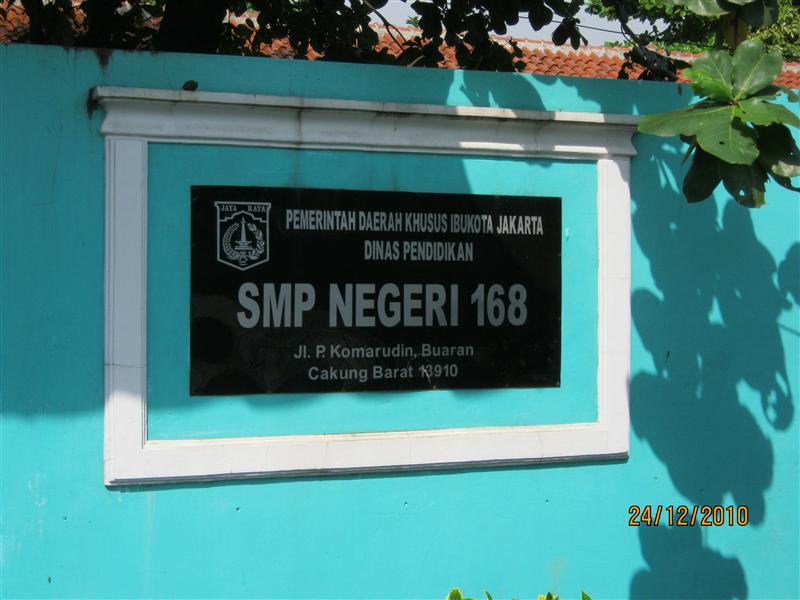 JAYA RAYA
PEMERINTAH DAERAH KHUSUS IBUKOTA JAKARTA
DINAS PENDIDIKAN
SMP NEGERI 168
Jl. P. Komarudin, Buaran
Cakung Barat 13910
24/12/2010